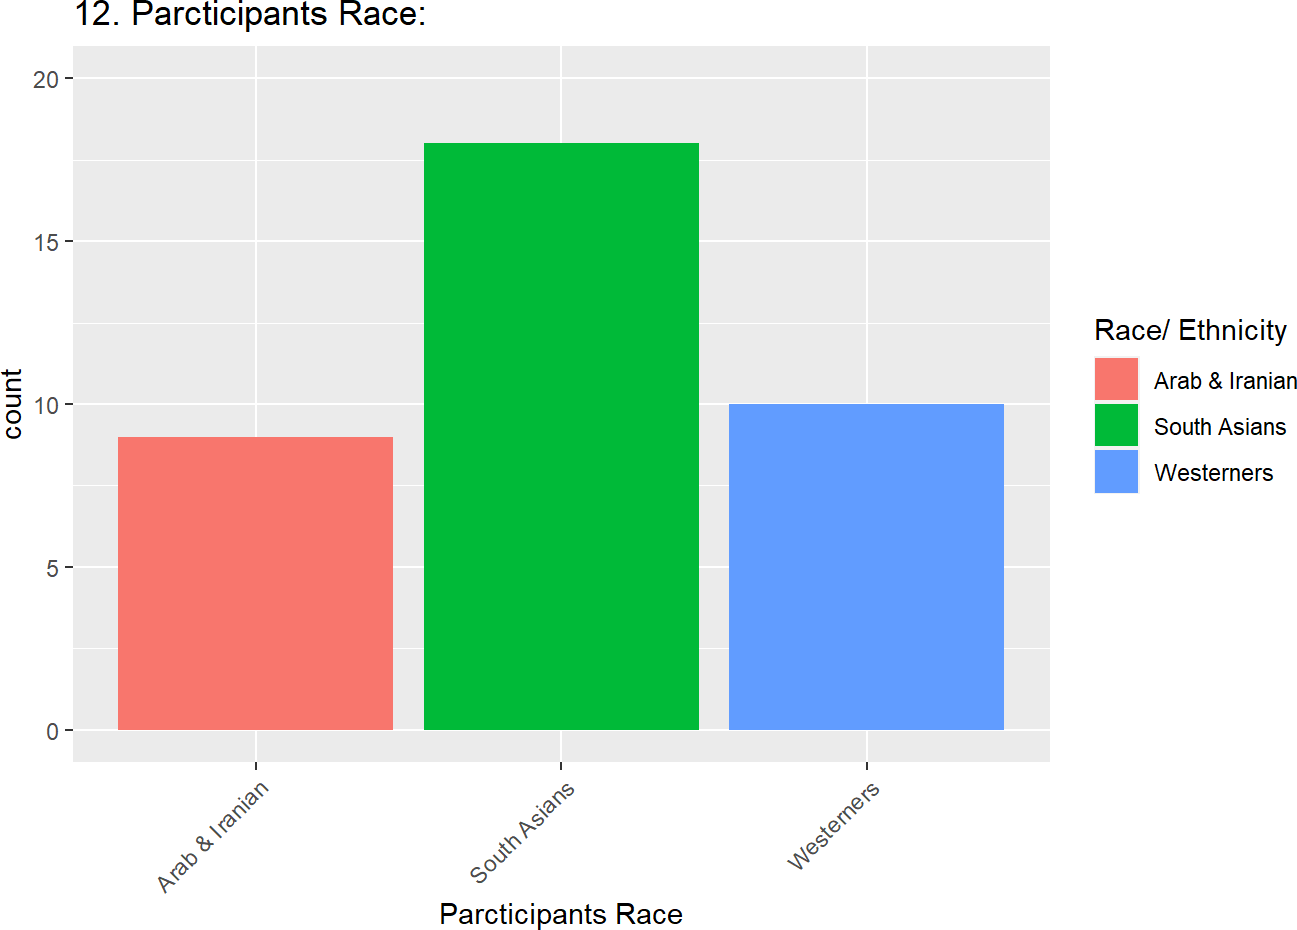 12. Parcticipants Race:
20
15
10
5
0
count
Arab & Iranian
South Asians
Westerners
Parcticipants Race
Race/ Ethnicity
Arab & Iranian
South Asians
Westerners